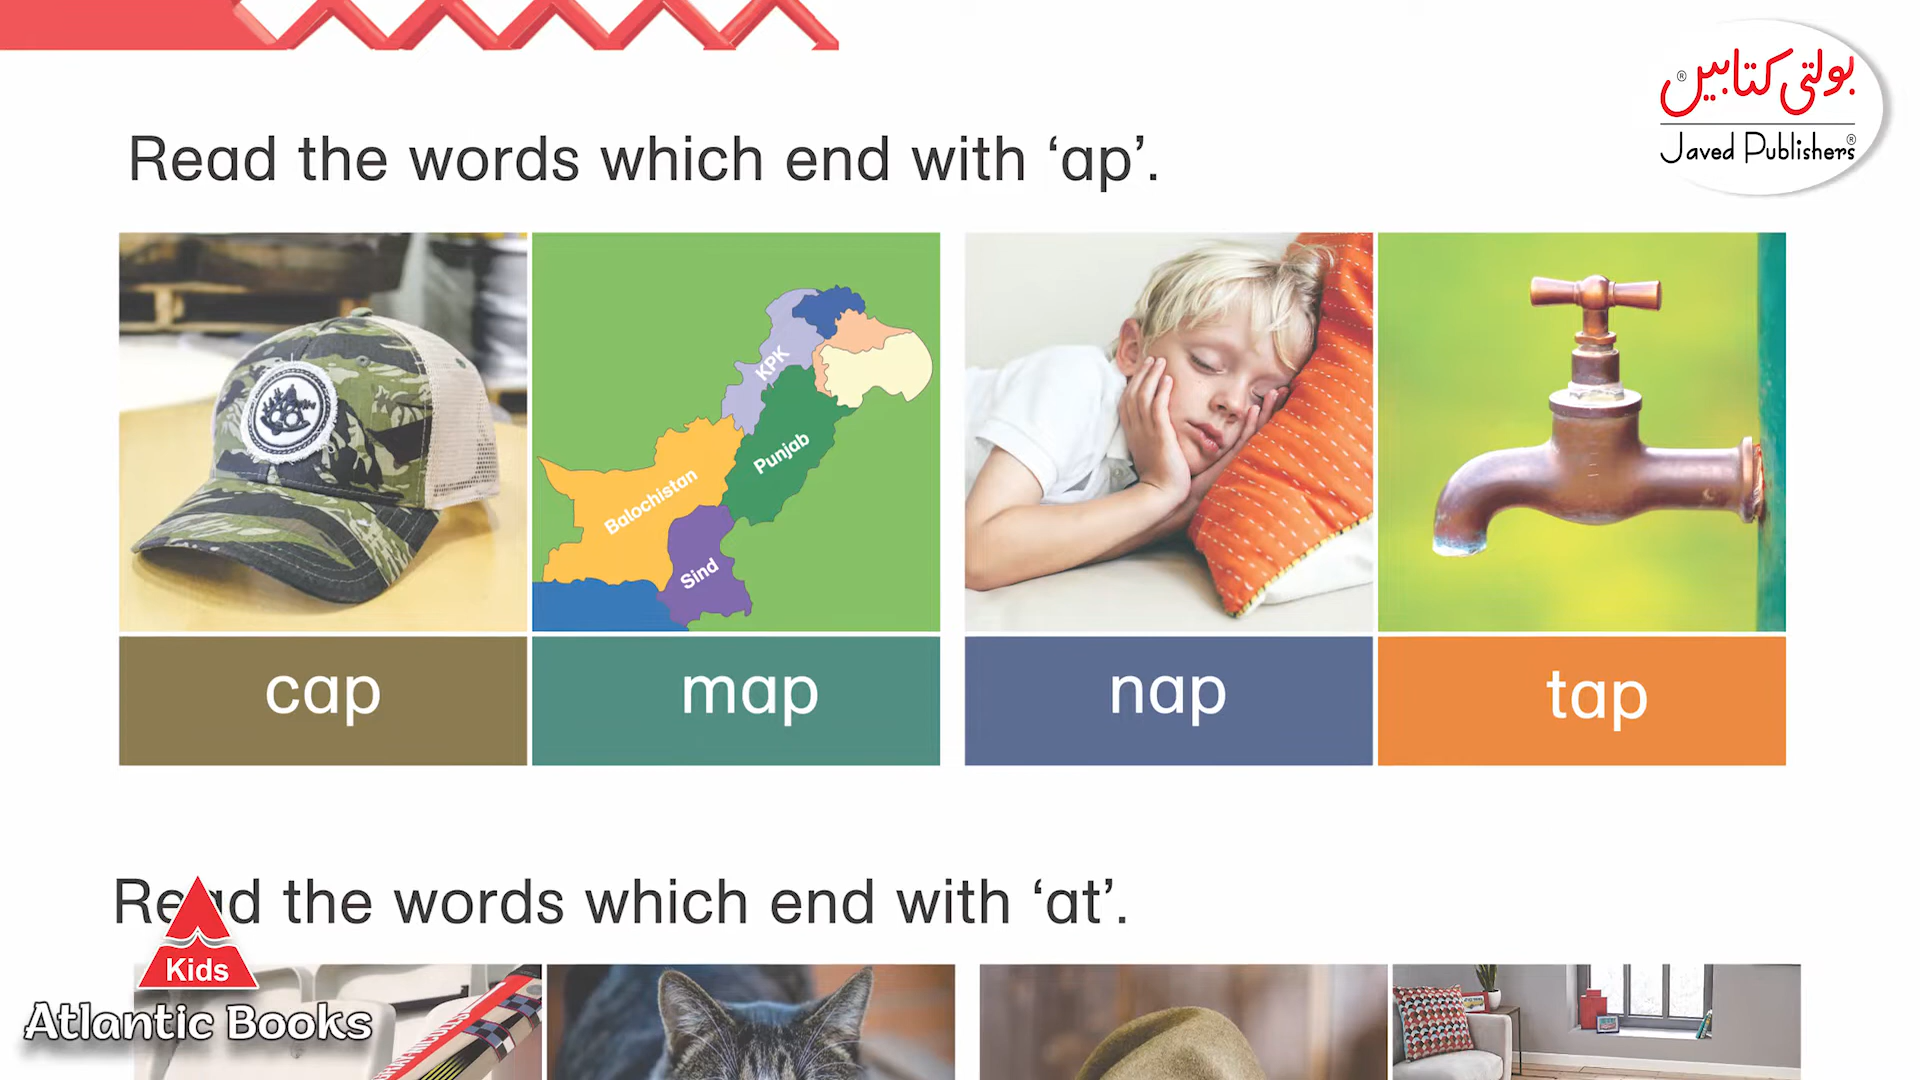 بولتی کتابیں ®
Javed Publishers®
Read the words which end with ‘ap’.
KPK
Punjab
Balochistan
Sind
cap
map
nap
tap
Read the words which end with ‘at’.
Kids
Atlantic Books